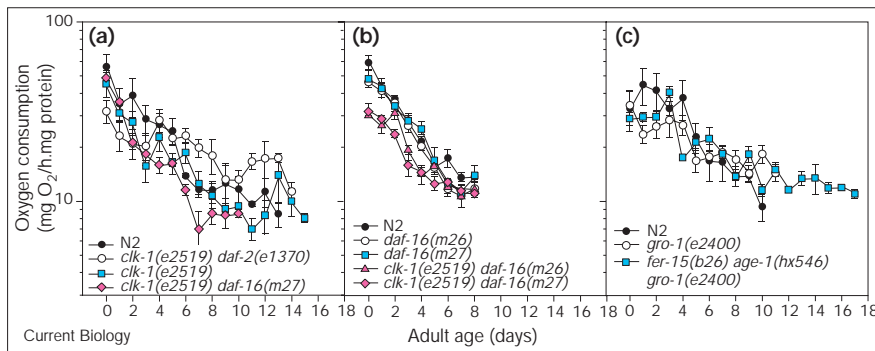 100
(a)
(b)
(c)
Oxygen consumption
(mg O₂/h.mg protein)
10
N2
clk-1(e2519) daf-2(e1370)
clk-1(e2519)
clk-1(e2519) daf-16(m27)
N2
daf-16(m26)
daf-16(m27)
clk-1(e2519) daf-16(m26)
clk-1(e2519) daf-16(m27)
N2
gro-1(e2400)
fer-15(b26) age-1(hx546)
gro-1(e2400)
0 2 4 6 8 10 12 14 16 18
0 2 4 6 8 10 12 14 16 18
0 2 4 6 8 10 12 14 16 18
Current Biology
Adult age (days)